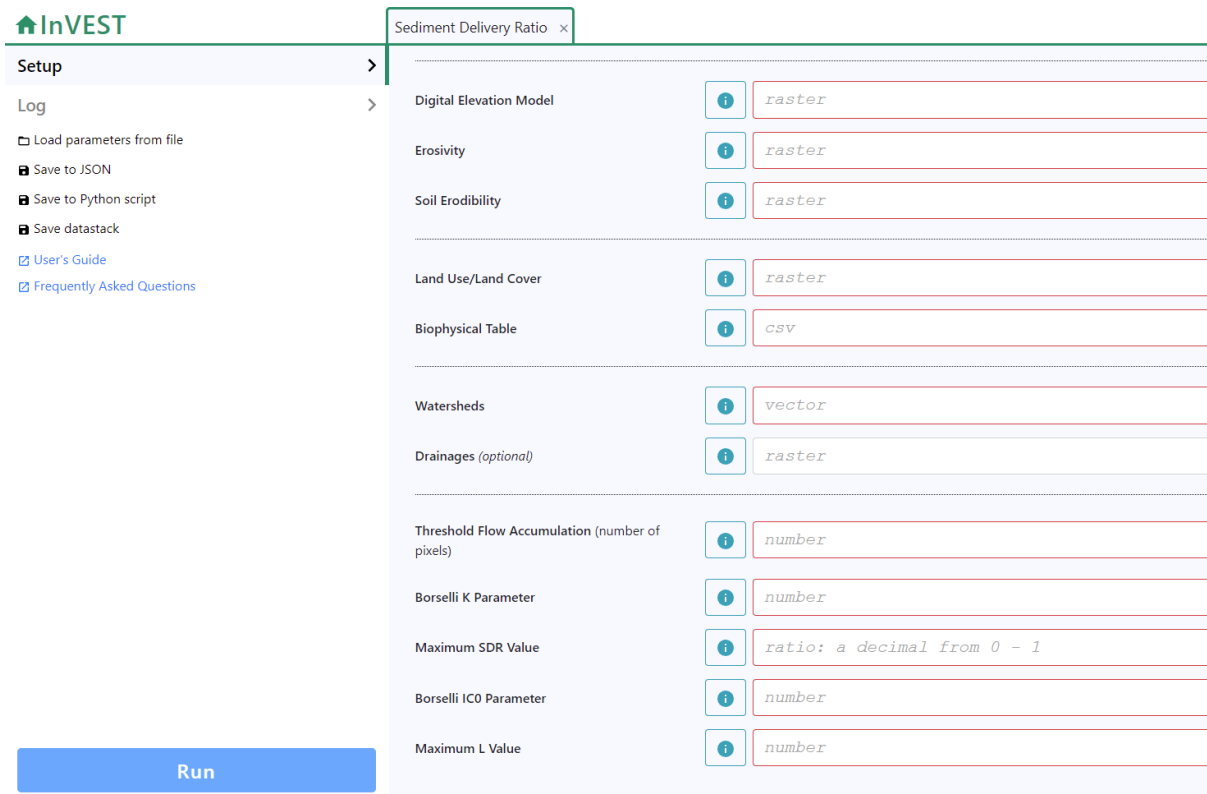 InVEST
Sediment Delivery Ratio ×
Setup
Log
Load parameters from file
Save to JSON
Save to Python script
Save datastack
User's Guide
Frequently Asked Questions
Run
Digital Elevation Model
raster
Erosivity
raster
Soil Erodibility
raster
Land Use/Land Cover
raster
Biophysical Table
csv
Watersheds
vector
Drainages (optional)
raster
Threshold Flow Accumulation (number of
pixels)
number
Borselli K Parameter
number
Maximum SDR Value
ratio: a decimal from 0 - 1
Borselli IC0 Parameter
number
Maximum L Value
number